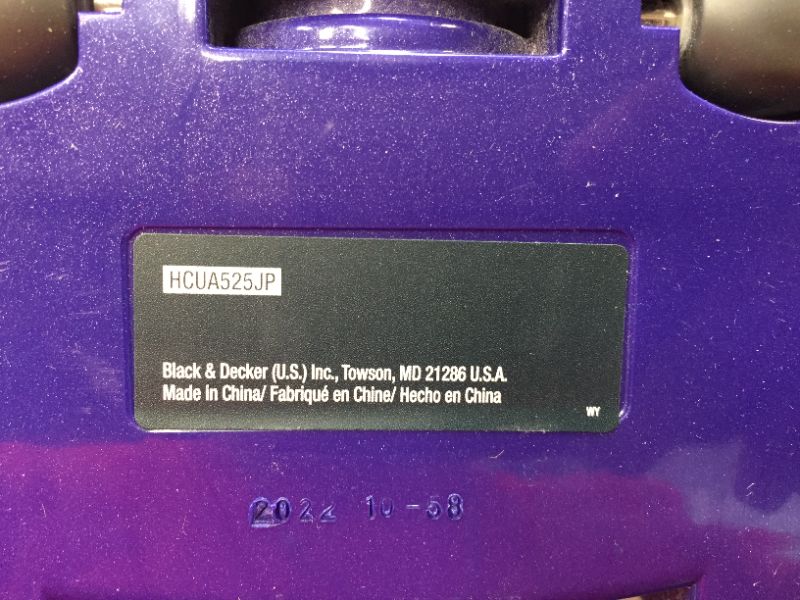 HCUA525JP
Black & Decker (U.S.) Inc., Towson, MD 21286 U.S.A.
Made in China/ Fabriqué en Chine/ Hecho en China
WY
2022 10-58